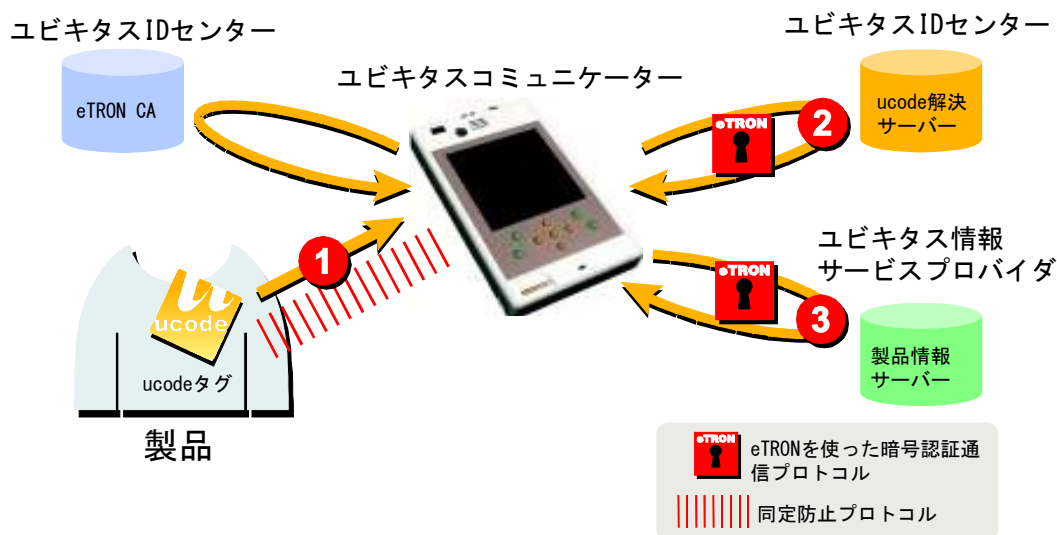 ユビキタスIDセンター
eTRON CA
ユビキタスコミュニケーター
ユビキタスIDセンター
ucode解決
サーバー
eTRON
2
1
ユビキタス情報
サービスプロバイダ
eTRON
3
製品情報
サーバー
u
ucode
ucodeタグ
製品
eTRON
eTRONを使った暗号認証通
信プロトコル
同定防止プロトコル